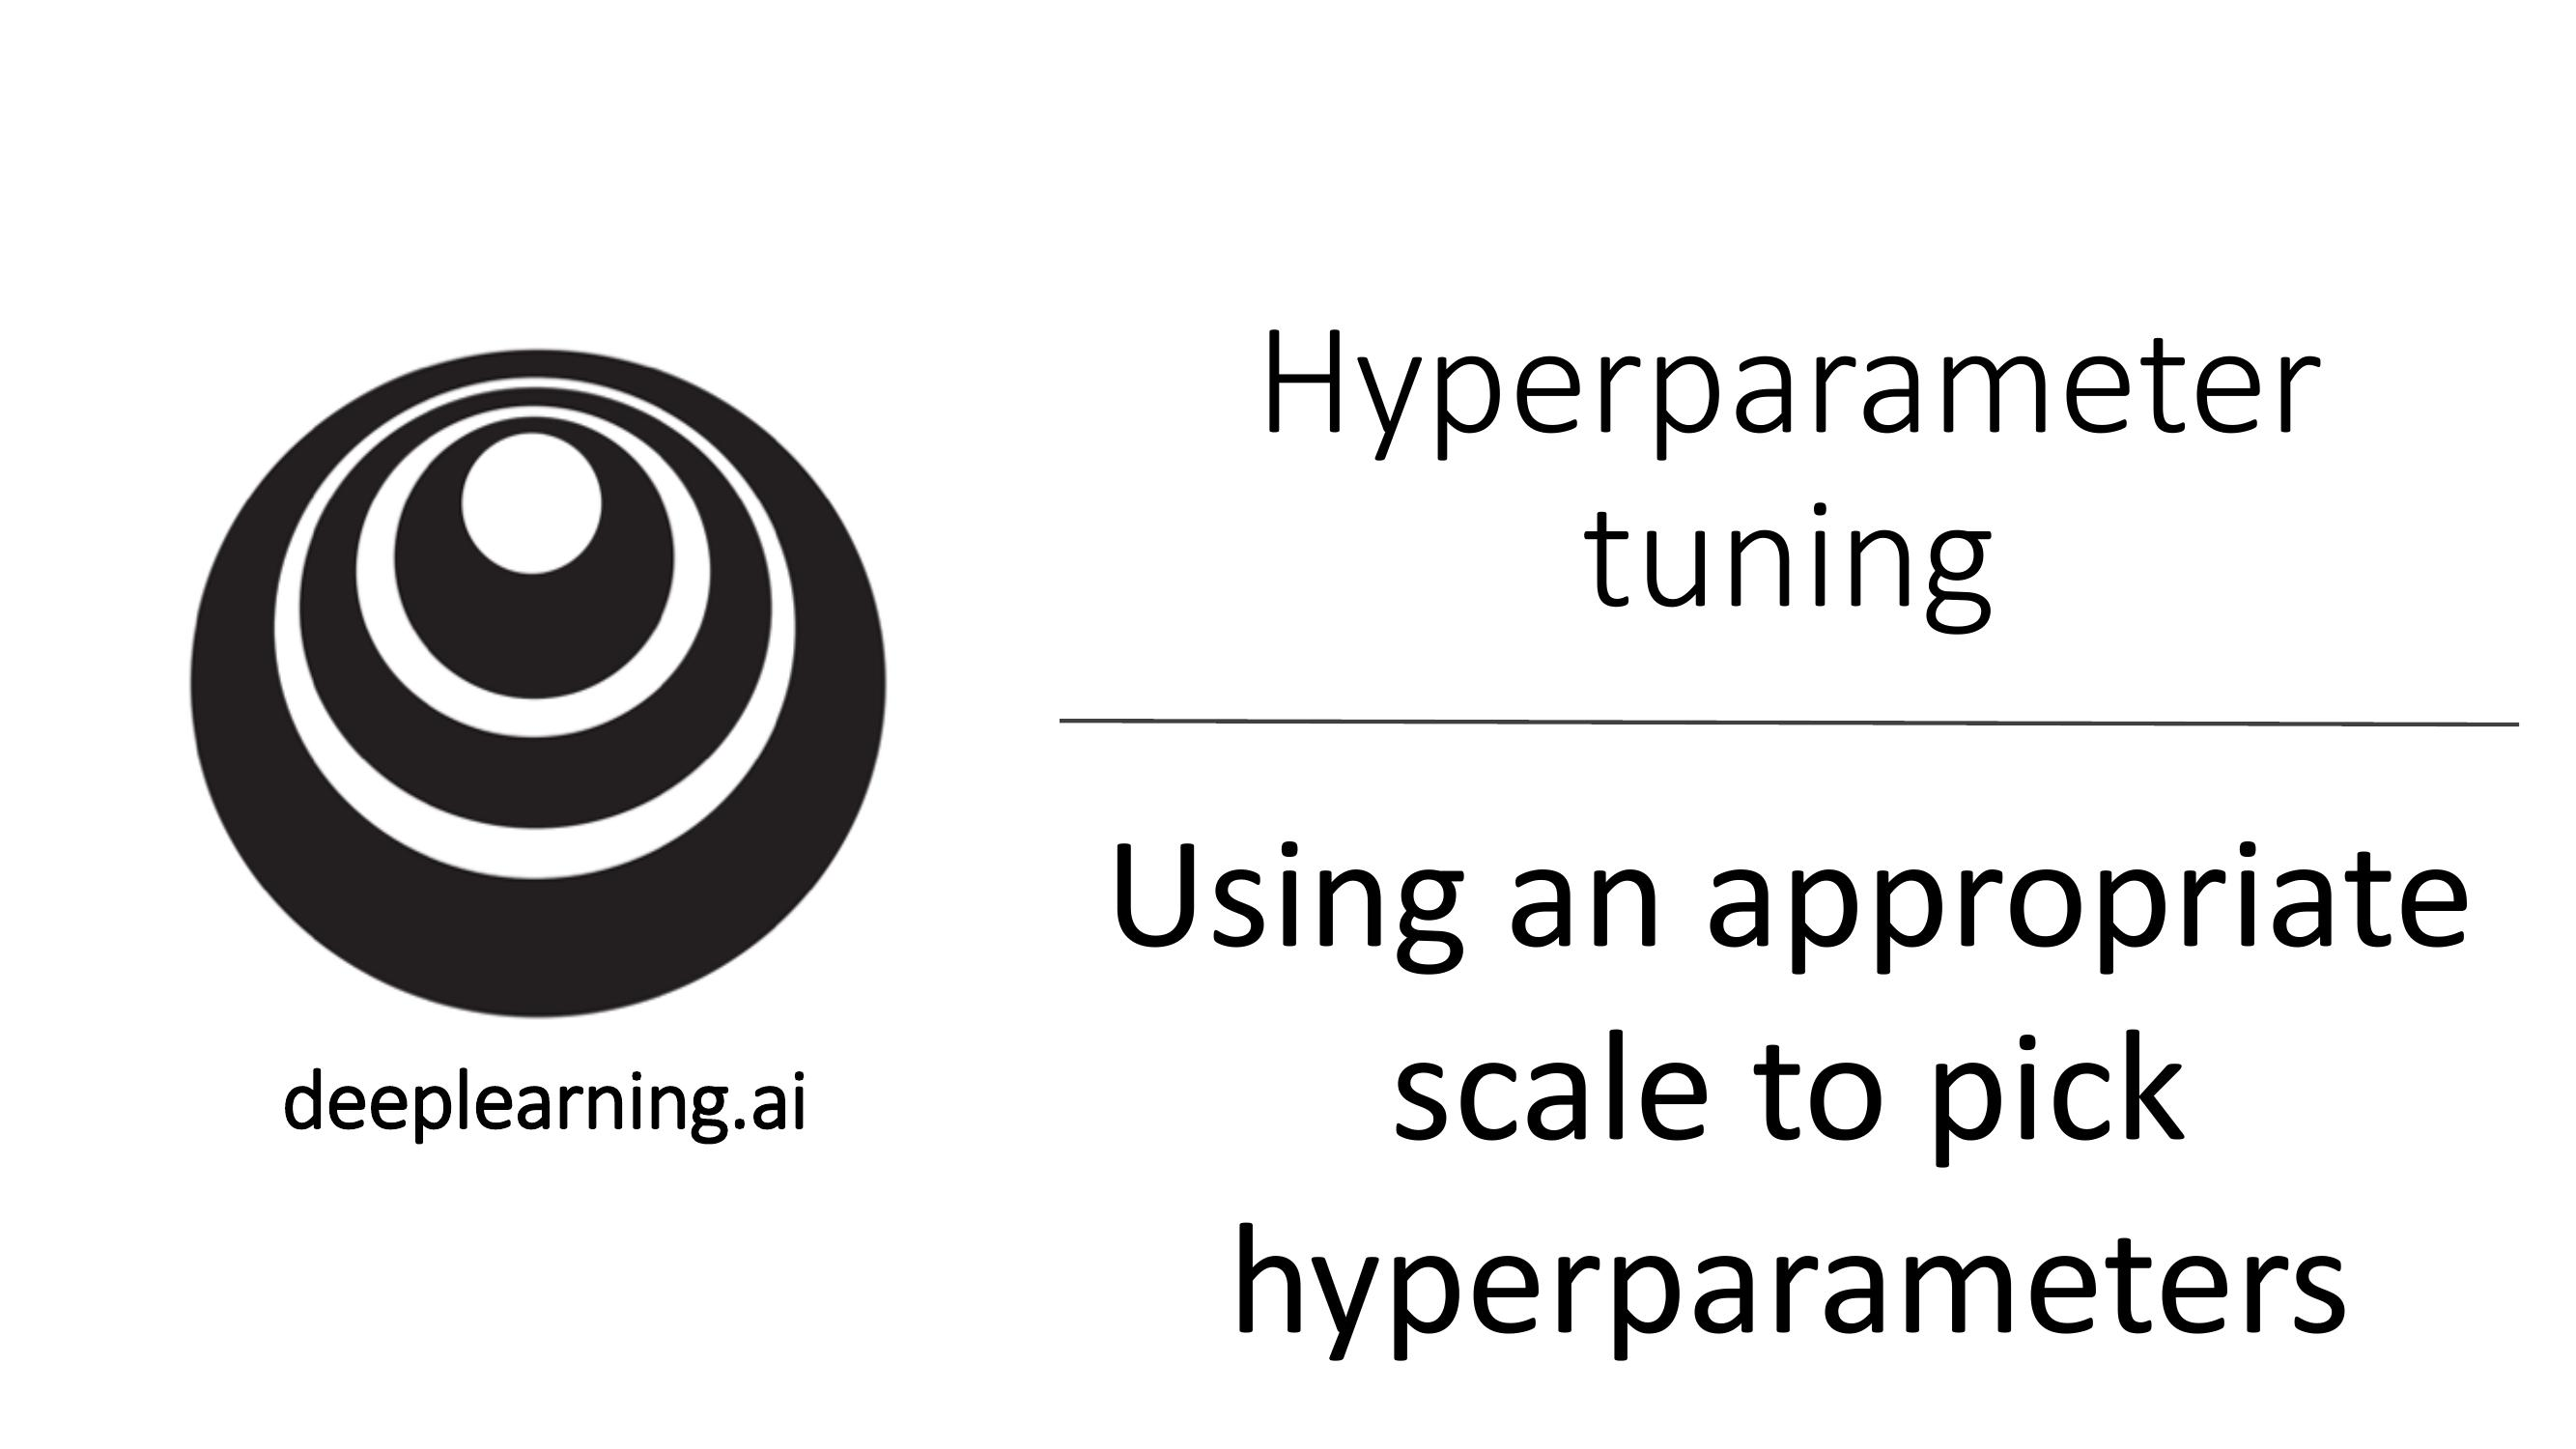 Hyperparameter
tuning
Using an appropriate
scale to pick
hyperparameters
deeplearning.ai